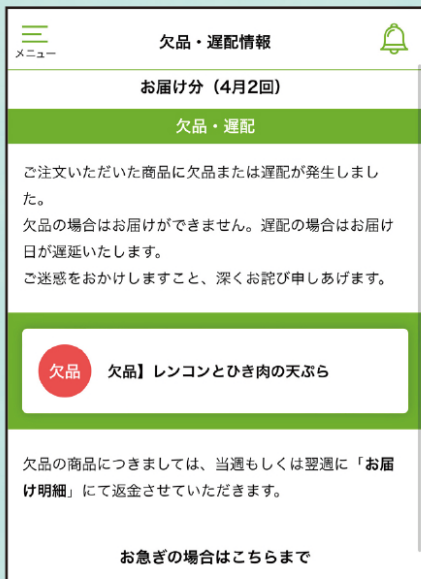 メニュー
欠品・遅配情報
お届け分（4月2回）
欠品・遅配
ご注文いただいた商品に欠品または遅配が発生しまし
た。
欠品の場合はお届けができません。遅配の場合はお届け
日が遅延いたします。
ご迷惑をおかけしますこと、深くお詫び申しあげます。
欠品
欠品】レンコンとひき肉の天ぷら
欠品の商品につきましては、当週もしくは翌週に「お届
け明細」にて返金させていただきます。
お急ぎの場合はこちらまで